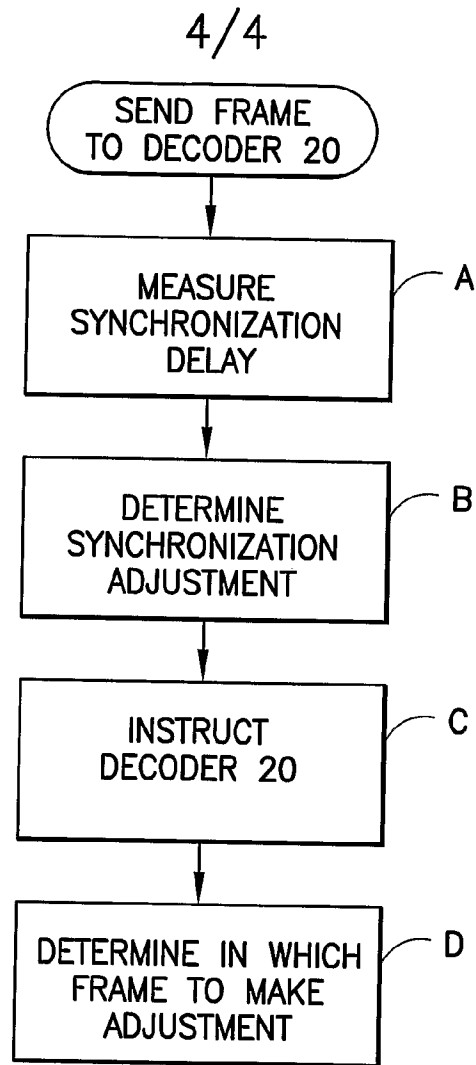 4/4
SEND FRAME
TO DECODER 20
MEASURE
SYNCHRONIZATION
DELAY
A
DETERMINE
SYNCHRONIZATION
ADJUSTMENT
B
INSTRUCT
DECODER 20
C
DETERMINE IN WHICH
FRAME TO MAKE
ADJUSTMENT
D